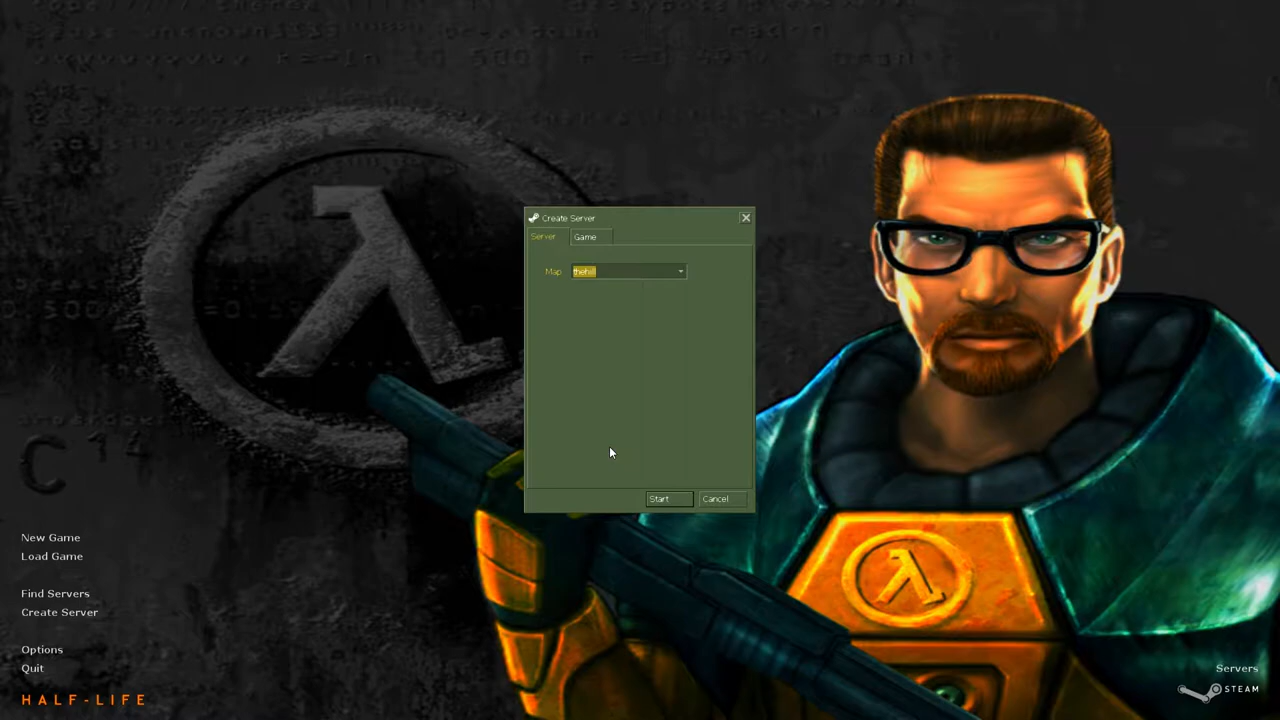 Create Server
Server
Game
Map
thehill
Start
Cancel
New Game
Load Game
Find Servers
Create Server
Options
Quit
HALF-LIFE
Servers
STEAM
C¹⁴